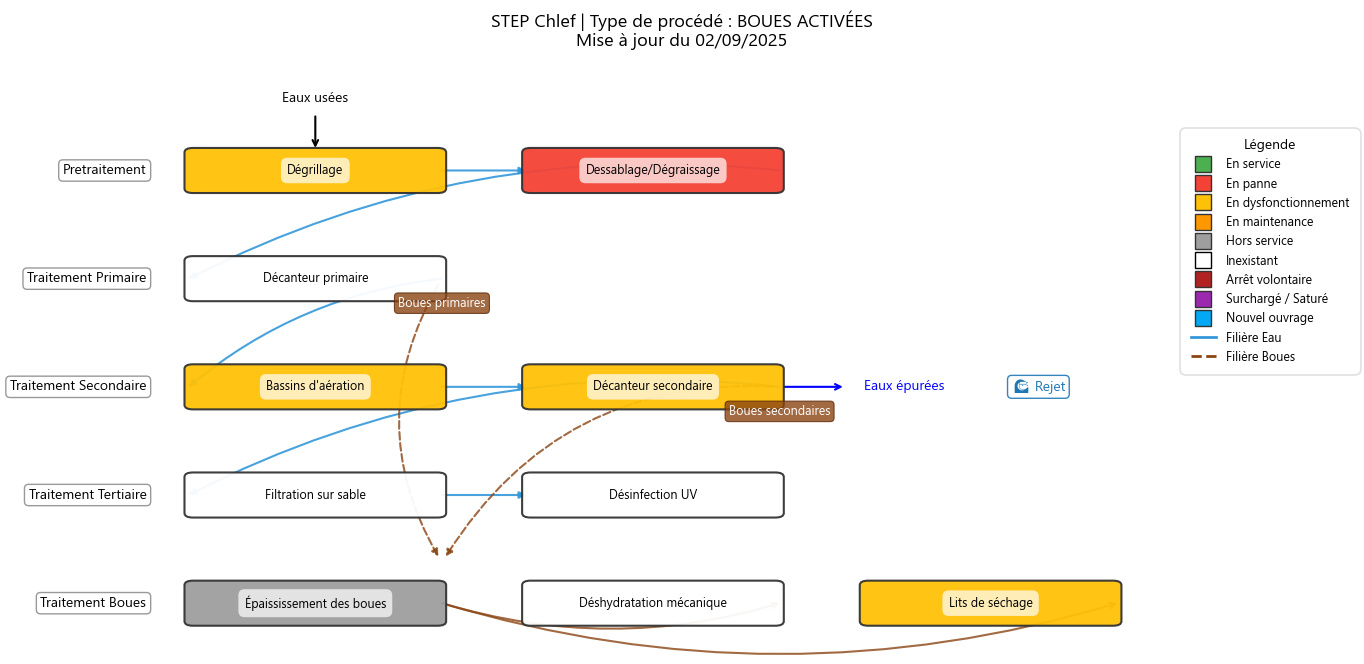 STEP Chlef | Type de procédé : BOUES ACTIVÉES
Mise à jour du 02/09/2025
Eaux usées
Pretraitement
Dégrillage
Dessablage/Dégraissage
Traitement Primaire
Décanteur primaire
Boues primaires
Traitement Secondaire
Bassins d'aération
Décanteur secondaire
Eaux épurées
Rejet
Boues secondaires
Traitement Tertiaire
Filtration sur sable
Désinfection UV
Traitement Boues
Épaississement des boues
Déshydratation mécanique
Lits de séchage
Légende
En service
En panne
En dysfonctionnement
En maintenance
Hors service
Inexistant
Arrêt volontaire
Surchargé / Saturé
Nouvel ouvrage
Filière Eau
Filière Boues